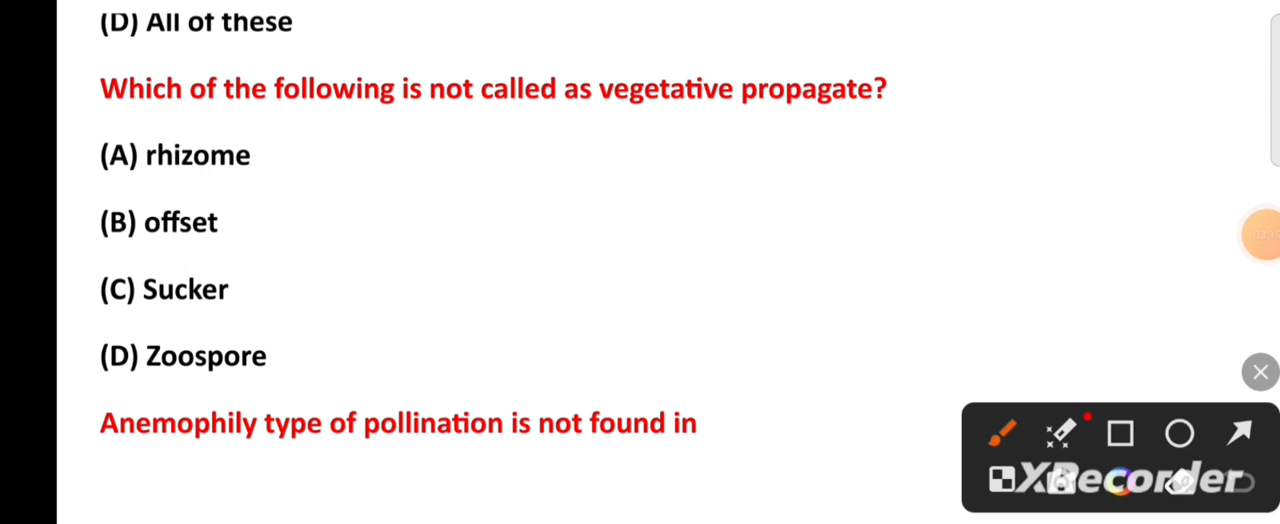 (D) All of these
Which of the following is not called as vegetative propagate?
(A) rhizome
(B) offset
(C) Sucker
(D) Zoospore
Anemophily type of pollination is not found in
XRecorder